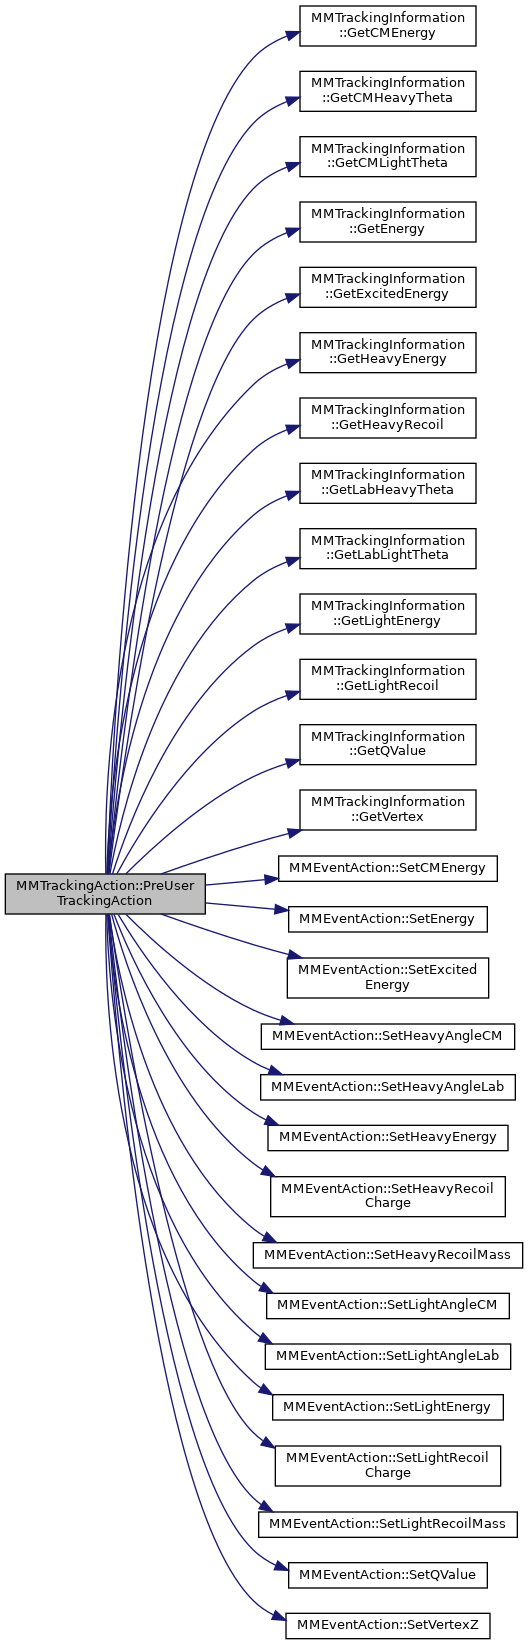 MMTrackingInformation
::GetCMEnergy
MMTrackingInformation
::GetCMHeavyTheta
MMTrackingInformation
::GetCMLightTheta
MMTrackingInformation
::GetEnergy
MMTrackingInformation
::GetExcitedEnergy
MMTrackingInformation
::GetHeavyEnergy
MMTrackingInformation
::GetHeavyRecoil
MMTrackingInformation
::GetLabHeavyTheta
MMTrackingInformation
::GetLabLightTheta
MMTrackingInformation
::GetLightEnergy
MMTrackingInformation
::GetLightRecoil
MMTrackingInformation
::GetQValue
MMTrackingInformation
::GetVertex
MMTrackingAction::PreUser
TrackingAction
MMEventAction::SetCMEnergy
MMEventAction::SetEnergy
MMEventAction::SetExcited
Energy
MMEventAction::SetHeavyAngleCM
MMEventAction::SetHeavyAngleLab
MMEventAction::SetHeavyEnergy
MMEventAction::SetHeavyRecoil
Charge
MMEventAction::SetHeavyRecoilMass
MMEventAction::SetLightAngleCM
MMEventAction::SetLightAngleLab
MMEventAction::SetLightEnergy
MMEventAction::SetLightRecoil
Charge
MMEventAction::SetLightRecoilMass
MMEventAction::SetQValue
MMEventAction::SetVertexZ